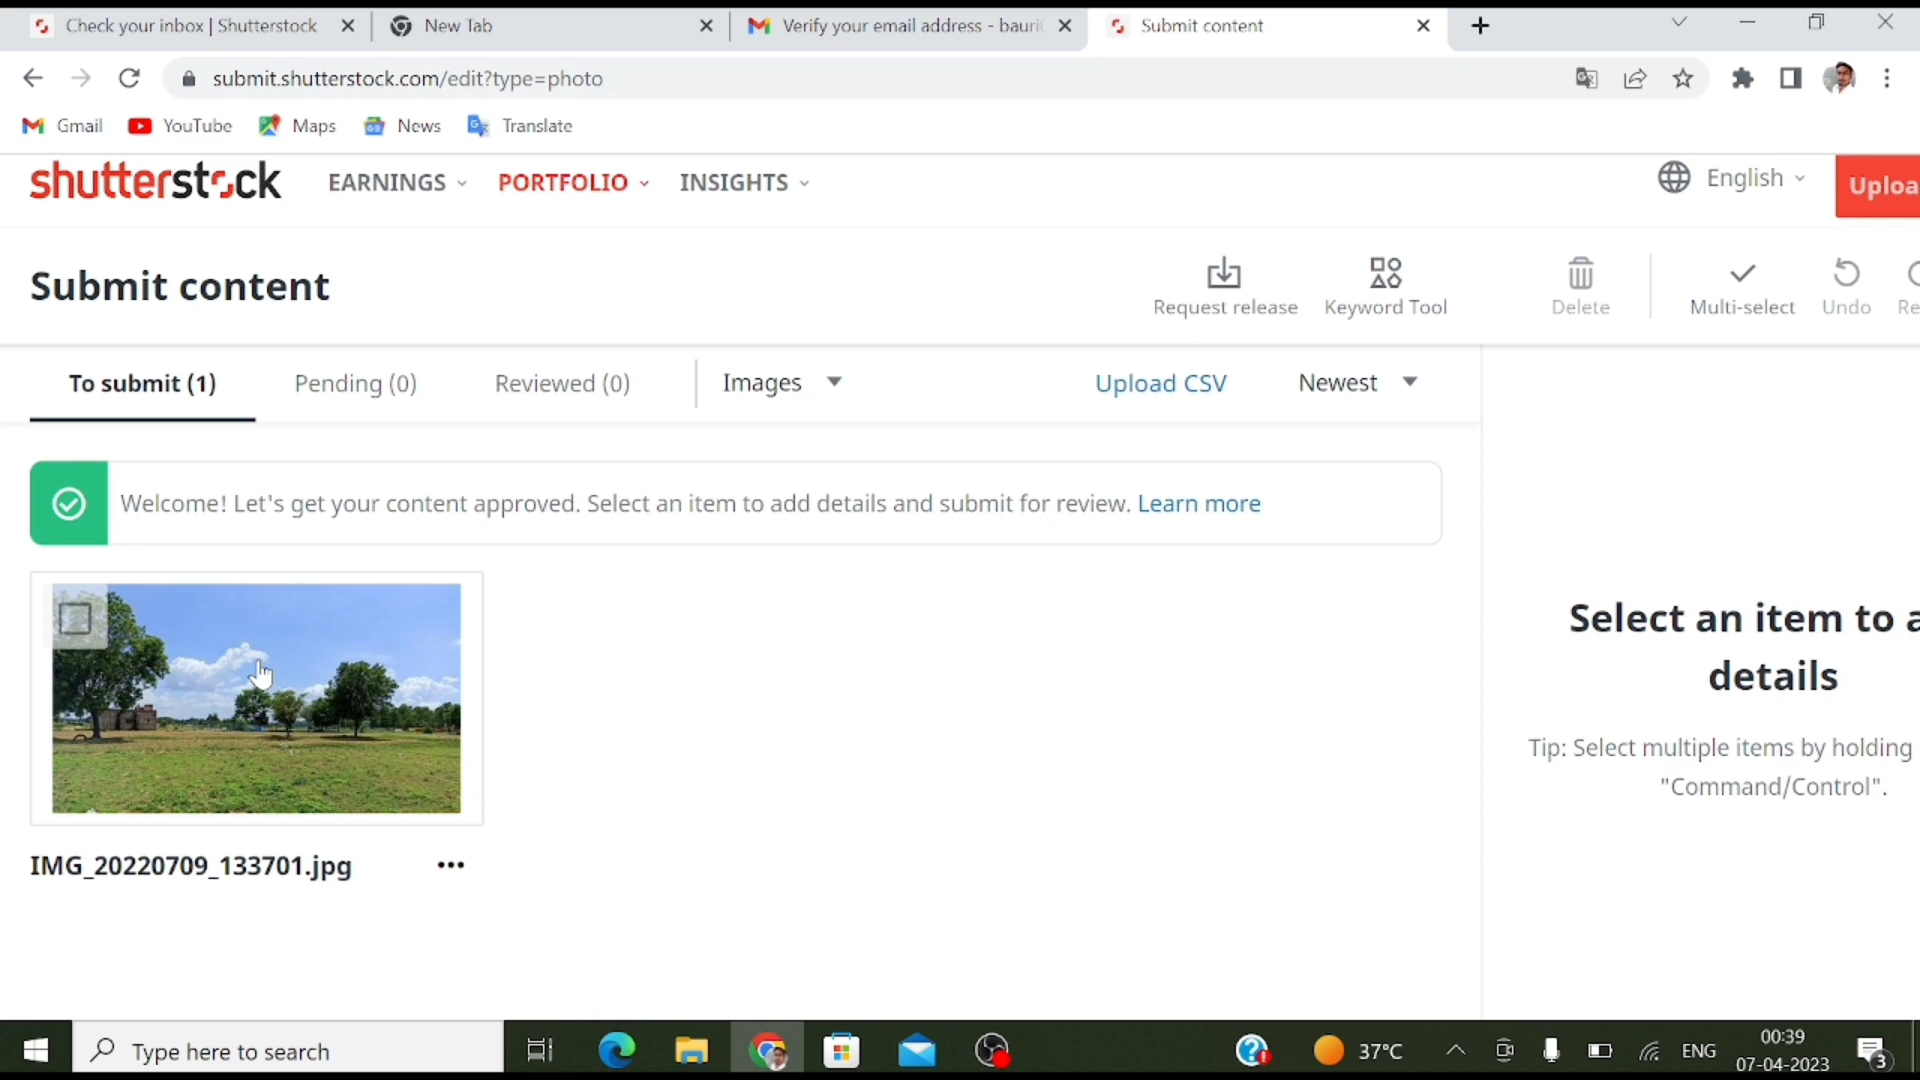 Check your inbox | Shutterstock
New Tab
Verify your email address - bauri
Submit content
submit.shutterstock.com/edit?type=photo
Gmail
YouTube
Maps
News
Translate
shutterstock
EARNINGS
PORTFOLIO
INSIGHTS
English
Uploa
Submit content
Request release
Keyword Tool
Delete
Multi-select
Undo
Re
To submit (1)
Pending (0)
Reviewed (0)
Images
Upload CSV
Newest
Welcome! Let's get your content approved. Select an item to add details and submit for review. Learn more
Select an item to a
details
Tip: Select multiple items by holding
"Command/Control".
IMG_20220709_133701.jpg
Type here to search
37°C
ENG
00:39
07-04-2023
3